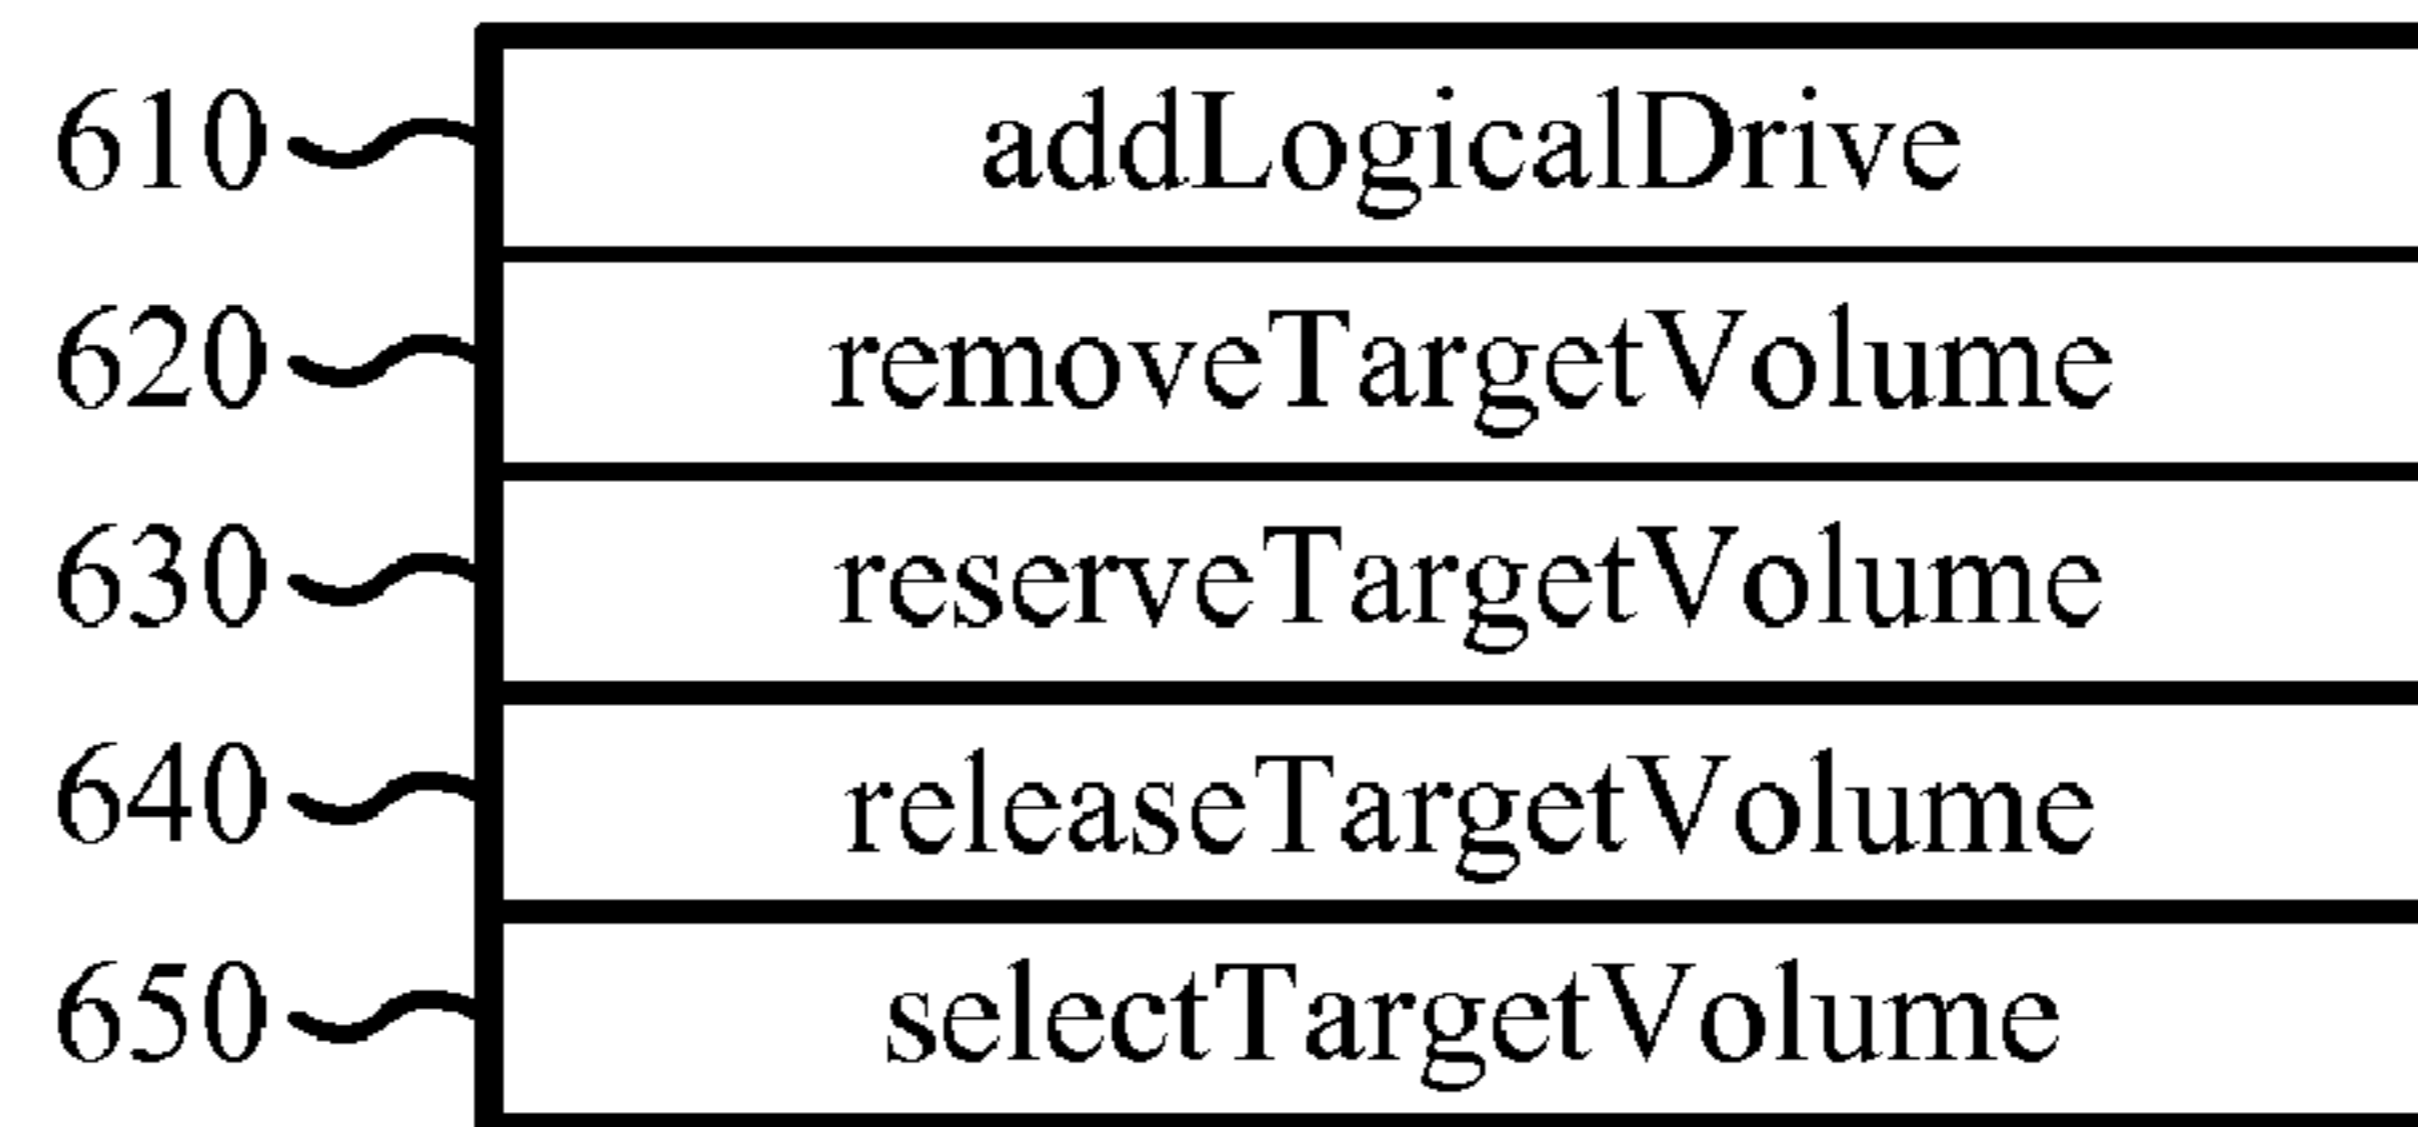 610 addLogicalDrive
620 removeTargetVolume
630 reserveTargetVolume
640 releaseTargetVolume
650 selectTargetVolume